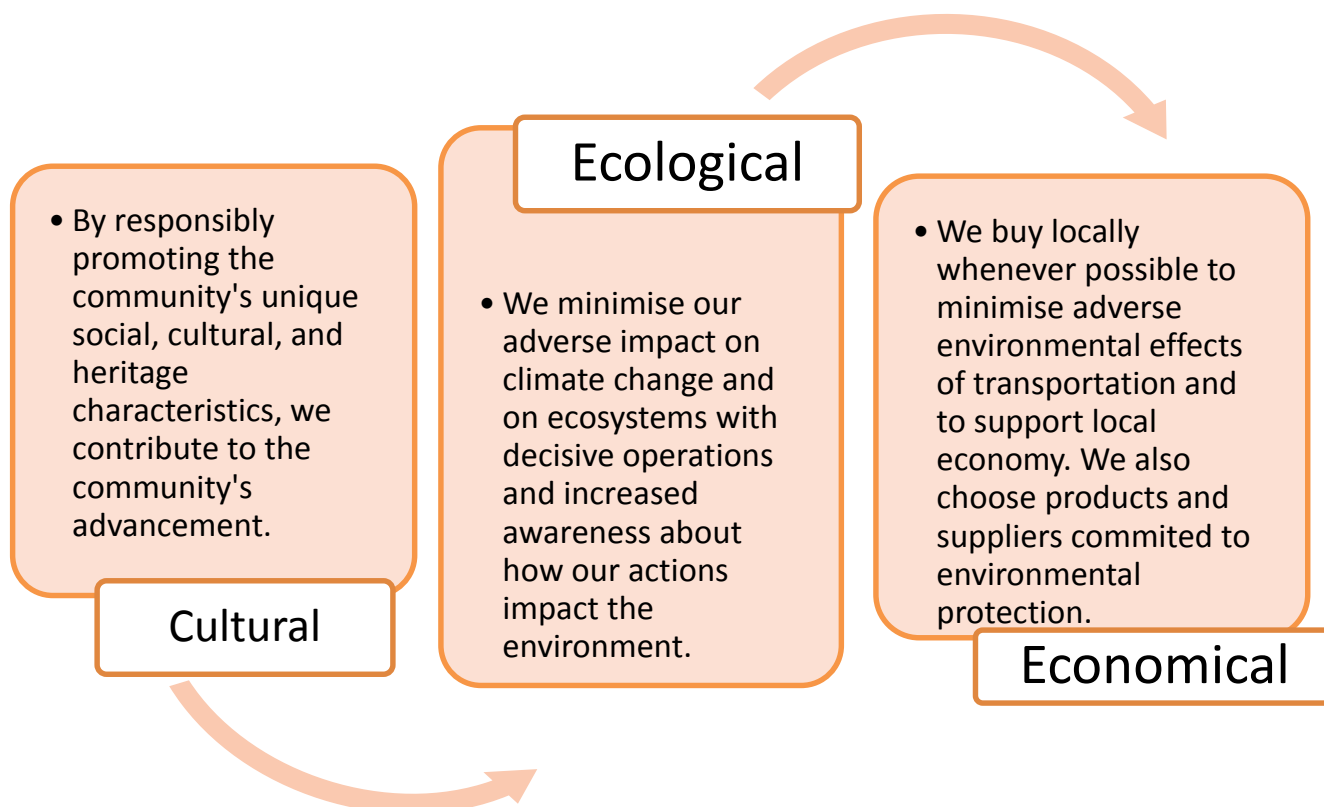 • By responsibly
promoting the
community's unique
social, cultural, and
heritage
characteristics, we
contribute to the
community's
advancement.
Cultural
Ecological
• We minimise our
adverse impact on
climate change and
on ecosystems with
decisive operations
and increased
awareness about
how our actions
impact the
environment.
• We buy locally
whenever possible to
minimise adverse
environmental effects
of transportation and
to support local
economy. We also
choose products and
suppliers commited to
environmental
protection.
Economical